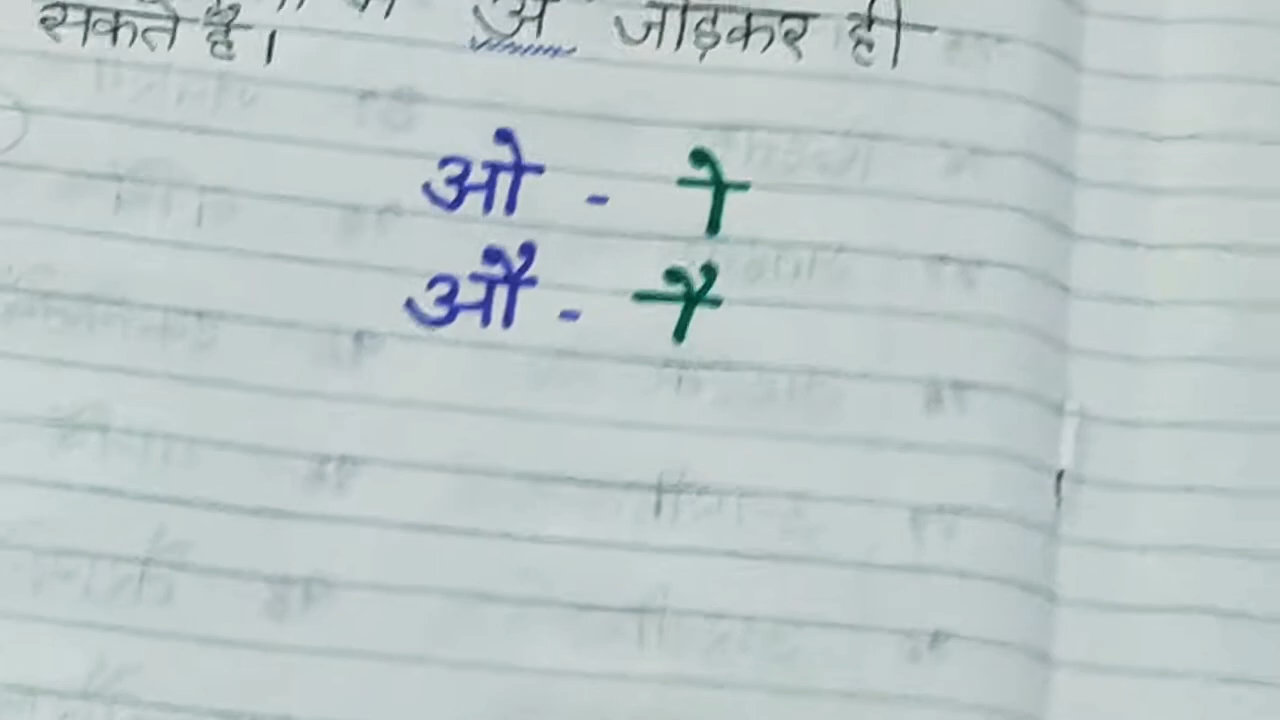 अ जोड़कर ही
सकते है।
ओ - ो
औ - ौ